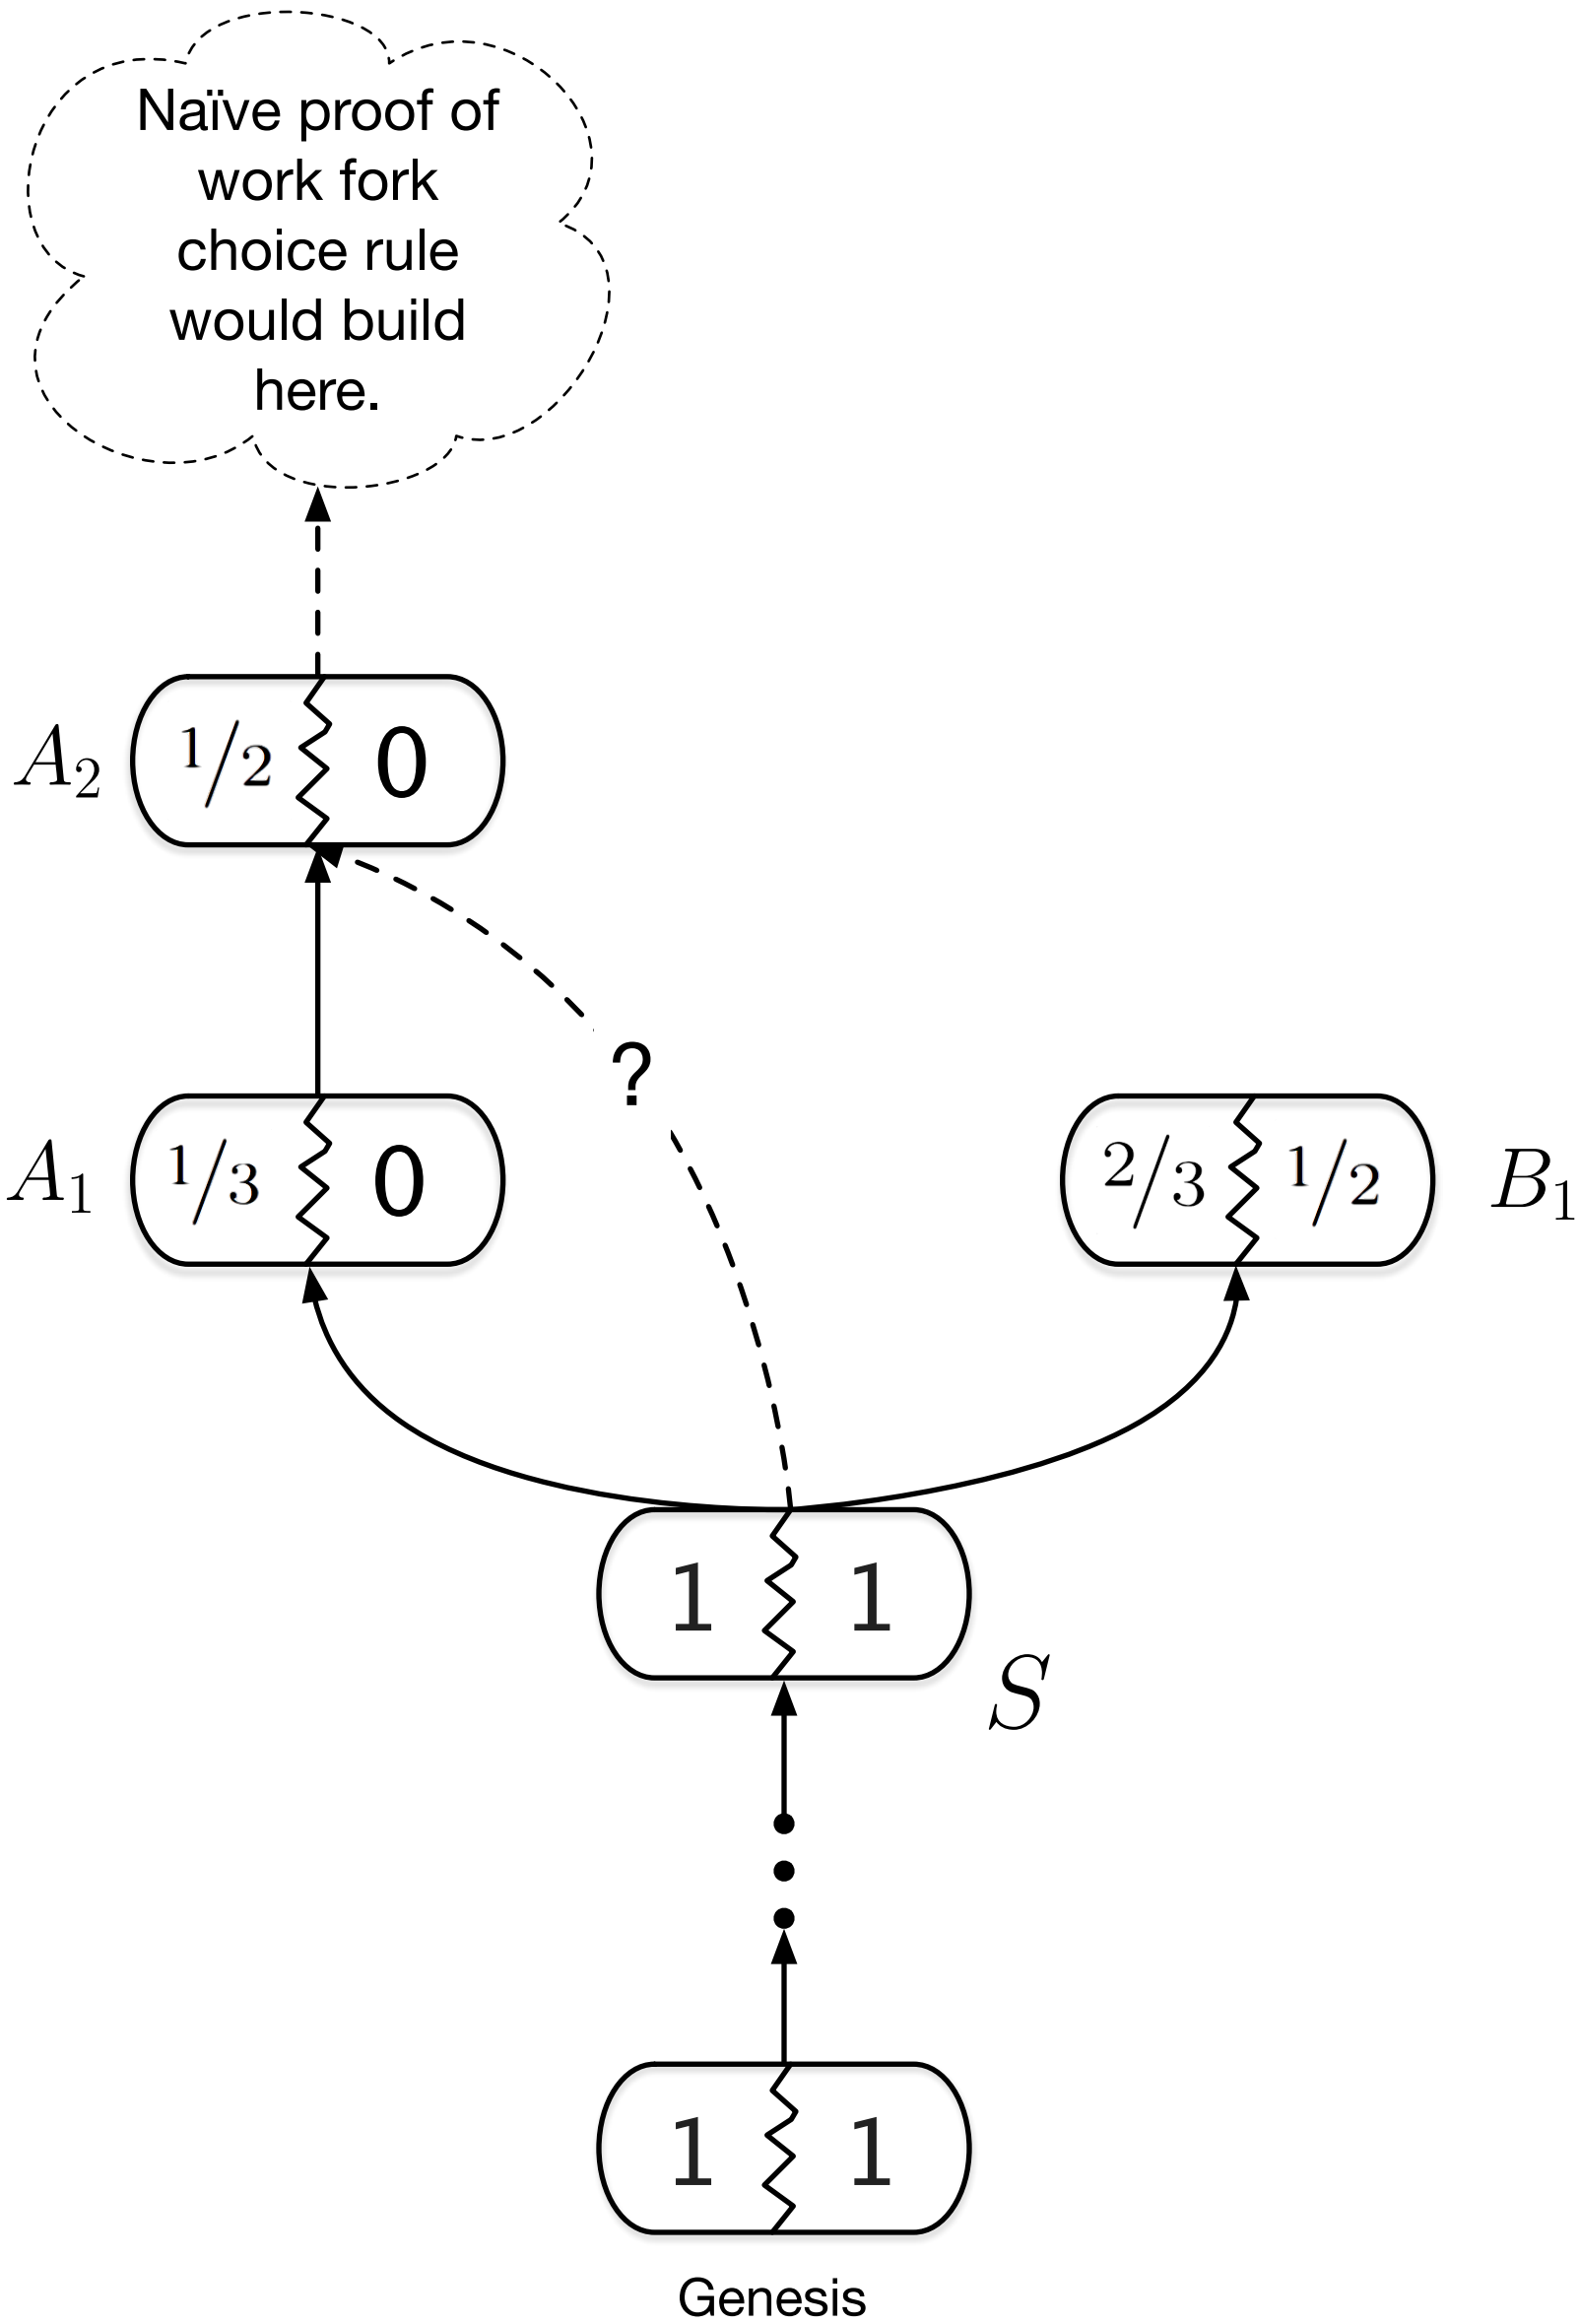 Naïve proof of
work fork
choice rule
would build
here.
A₂
1/2 0
?
A₁
1/3 0
2/3 1/2
B₁
1 1
S
1 1
Genesis